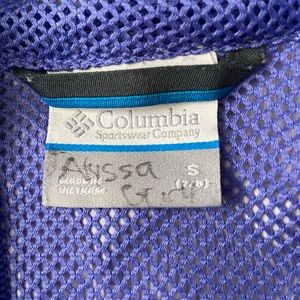 Columbia
Sportswear Company
Alyssa
S
MADE IN
VIETNAM
(7/8)